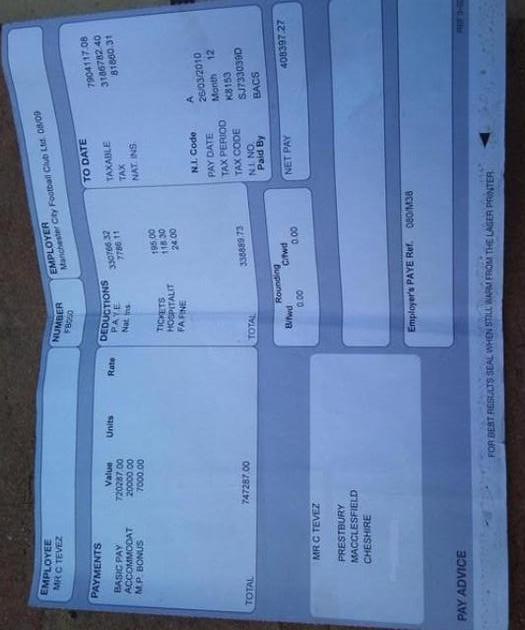 EMPLOYEE
MR C TEVEZ
NUMBER
FB050
EMPLOYER
Manchester City Football Club Ltd. 08/09
PAYMENTS Value Units Rate
BASIC PAY 720287.00
ACCOMMODAT 20000.00
M.P. BONUS 7000.00
TOTAL 747287.00
DEDUCTIONS
P.A.Y.E. 330766.32
Nat. Ins. 7786.11
TICKETS 195.00
HOSPITALIT 118.30
FA FINE 24.00
TOTAL 338889.73
TO DATE
TAXABLE 7904117.08
TAX 3186782.40
NAT. INS. 81860.31
N.I. Code A
PAY DATE 26/03/2010
TAX PERIOD Month 12
TAX CODE K8153
N.I. NO. SJ733039D
Paid By BACS
Rounding
B/fwd C/fwd
0.00 0.00
NET PAY 408397.27
MR C TEVEZ
PRESTBURY
MACCLESFIELD
CHESHIRE
Employer's PAYE Ref. 080/M38
PAY ADVICE
FOR BEST RESULTS SEAL WHEN STILL WARM FROM THE LAGER PRINTER